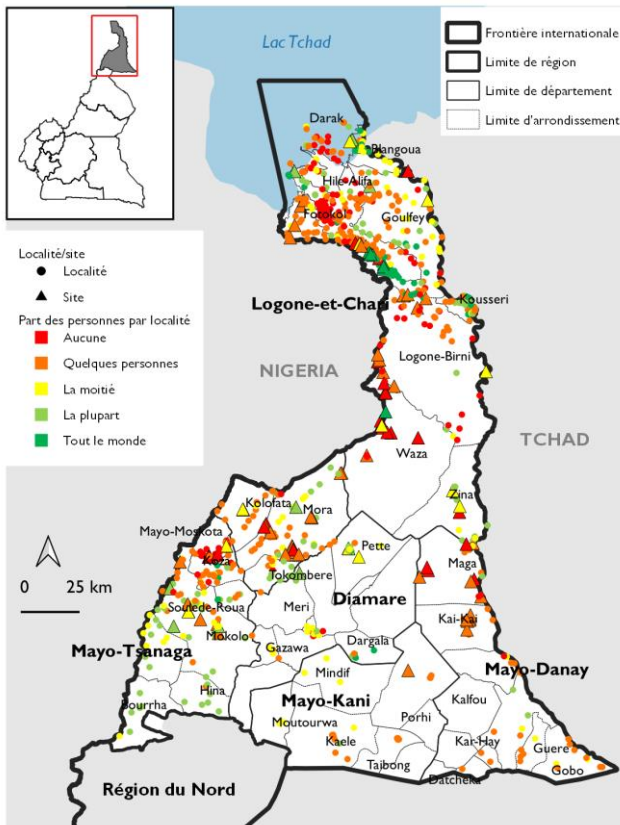 Lac Tchad
Frontière internationale
Limite de région
Limite de département
Limite d'arrondissement
Darak
Blangoua
Hile-Alifa
Fotokol
Goulfey
Localité/site
Localité
Site
Part des personnes par localité
Aucune
Quelques personnes
La moitié
La plupart
Tout le monde
Kousseri
Logone-et-Chari
Logone-Birni
NIGERIA
TCHAD
Waza
Zina
Kolofata
Mora
Mayo-Moskota
Koza
Pette
Maga
Tokombere
0 25 km
Meri
Diamare
Soulede-Roua
Kai-Kai
Mokolo
Mayo-Tsanaga
Gazawa
Dargala
Mayo-Danay
Mindif
Hina
Bourrha
Mayo-Kani
Kalfou
Moutourwa
Porhi
Kaele
Kar-Hay
Guere
Taibong
Datcheka
Gobo
Région du Nord